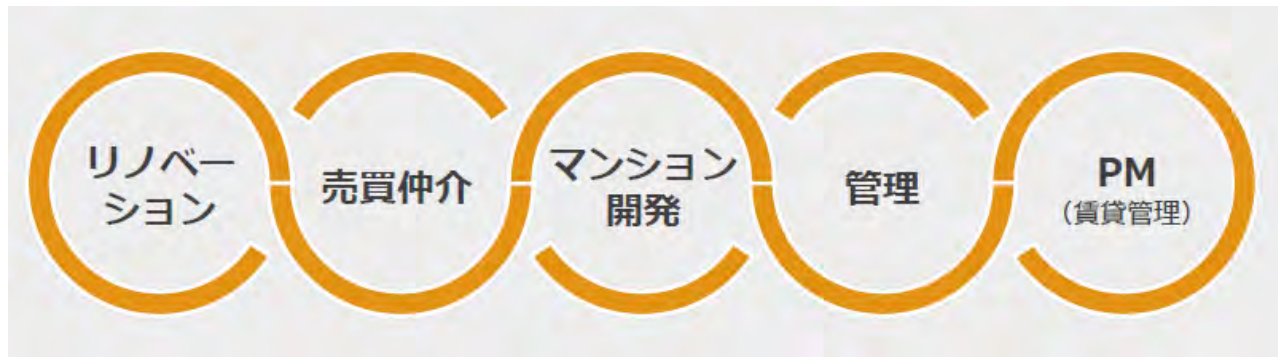 リノベー
ション
売買仲介
マンション
開発
管理
PM
（賃貸管理）